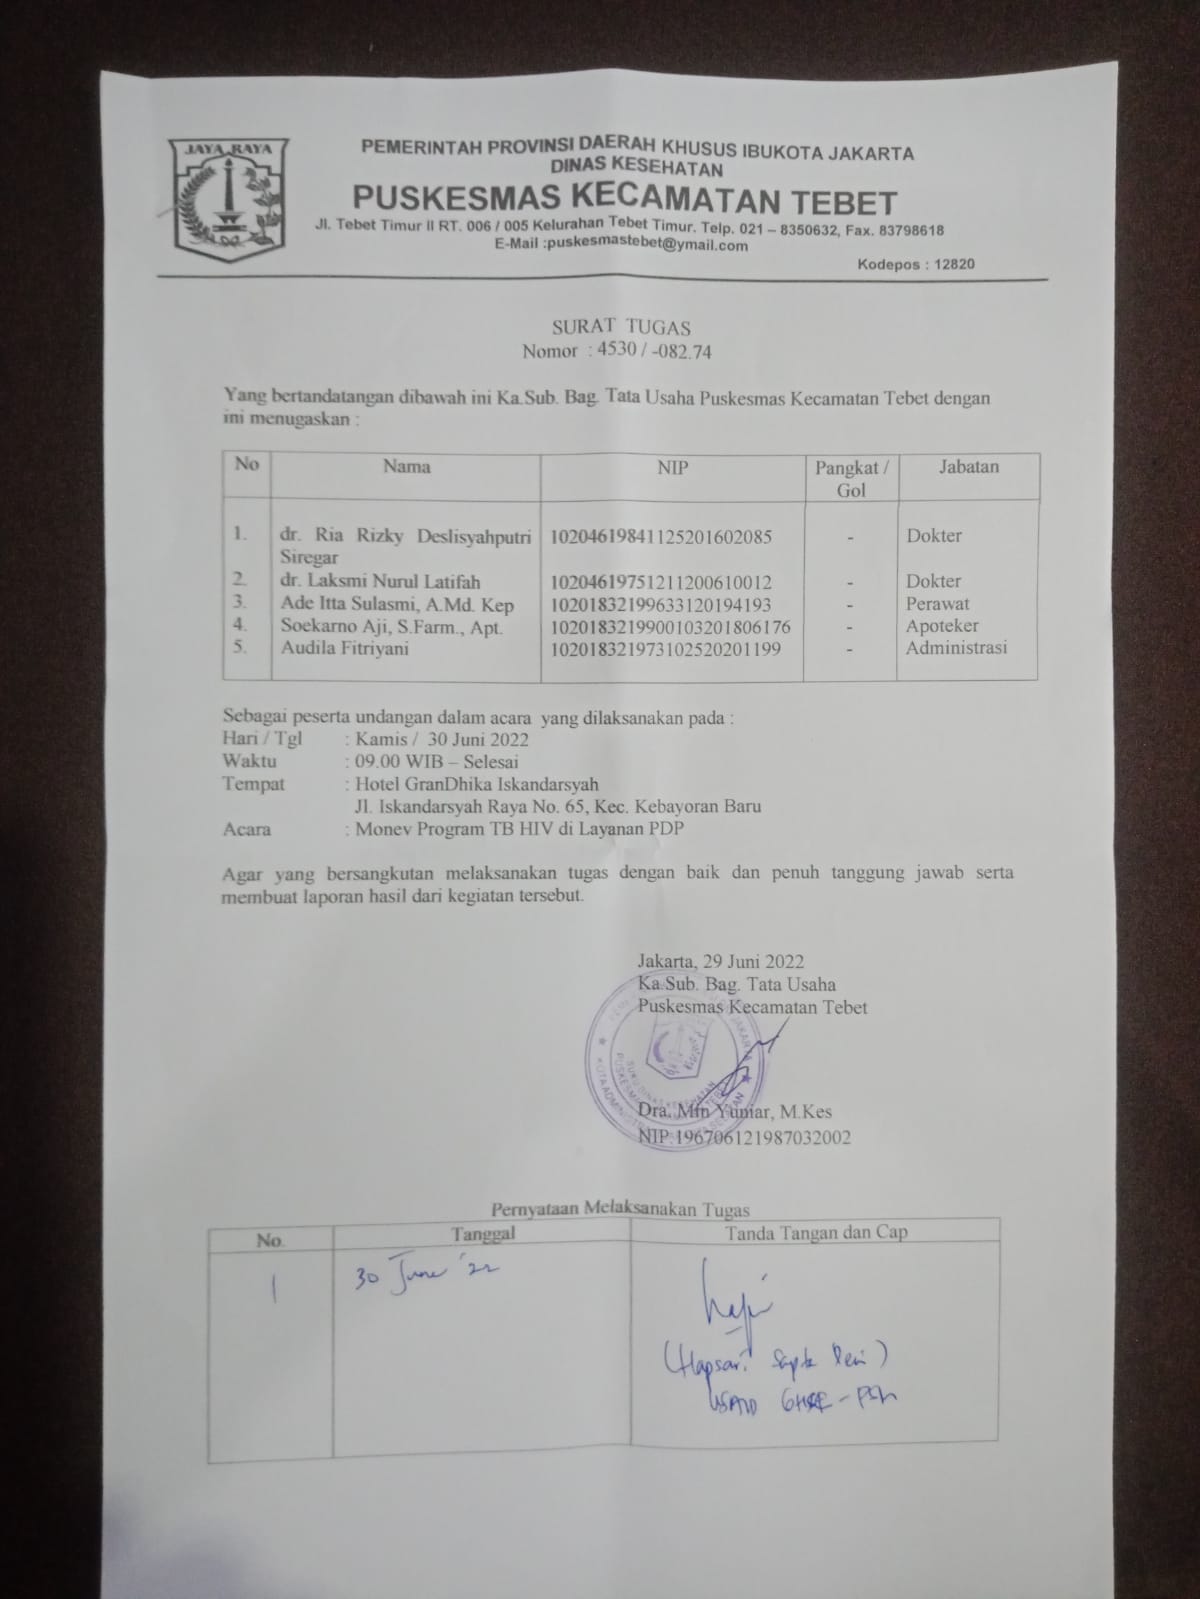 JAYA RAYA
PEMERINTAH PROVINSI DAERAH KHUSUS IBUKOTA JAKARTA
DINAS KESEHATAN
PUSKESMAS KECAMATAN TEBET
Jl. Tebet Timur II RT. 006 / 005 Kelurahan Tebet Timur. Telp. 021 – 8350632, Fax. 83798618
E-Mail :puskesmastebet@ymail.com
Kodepos : 12820
SURAT TUGAS
Nomor : 4530 / -082.74
Yang bertandatangan dibawah ini Ka.Sub. Bag. Tata Usaha Puskesmas Kecamatan Tebet dengan
ini menugaskan :
No Nama NIP Pangkat / Jabatan
Gol
1. dr. Ria Rizky Deslisyahputri 10204619841125201602085 - Dokter
Siregar
2. dr. Laksmi Nurul Latifah 10204619751211200610012 - Dokter
3. Ade Itta Sulasmi, A.Md. Kep 10201832199633120194193 - Perawat
4. Soekarno Aji, S.Farm., Apt. 1020183219900103201806176 - Apoteker
5. Audila Fitriyani 102018321973102520201199 - Administrasi
Sebagai peserta undangan dalam acara yang dilaksanakan pada :
Hari / Tgl : Kamis / 30 Juni 2022
Waktu : 09.00 WIB – Selesai
Tempat : Hotel GranDhika Iskandarsyah
Jl. Iskandarsyah Raya No. 65, Kec. Kebayoran Baru
Acara : Monev Program TB HIV di Layanan PDP
Agar yang bersangkutan melaksanakan tugas dengan baik dan penuh tanggung jawab serta
membuat laporan hasil dari kegiatan tersebut.
Jakarta, 29 Juni 2022
Ka.Sub. Bag. Tata Usaha
Puskesmas Kecamatan Tebet
Dra. Min Yuniar, M.Kes
NIP.196706121987032002
Pernyataan Melaksanakan Tugas
No. Tanggal Tanda Tangan dan Cap
1 30 June '22
(Hapsari
USAID